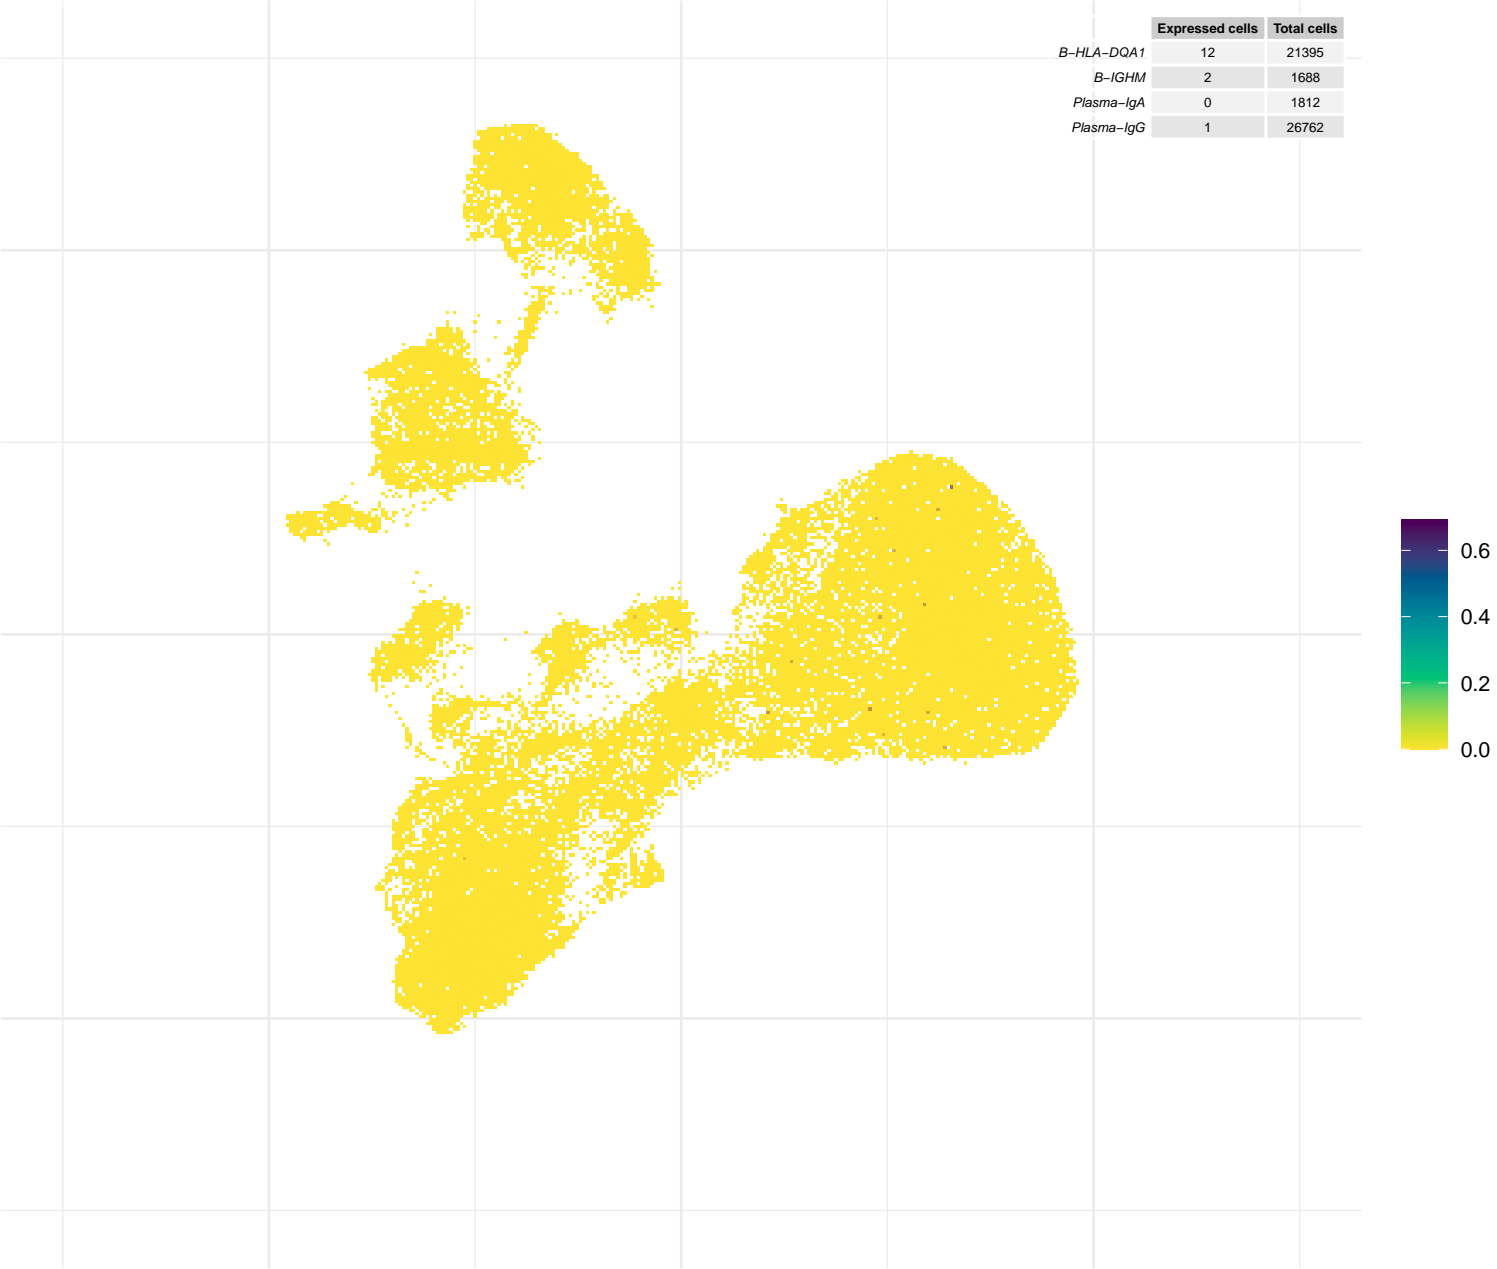 Expressed cells Total cells
B−HLA−DQA1 12 21395
B−IGHM 2 1688
Plasma−IgA 0 1812
Plasma−IgG 1 26762
0.6
0.4
0.2
0.0